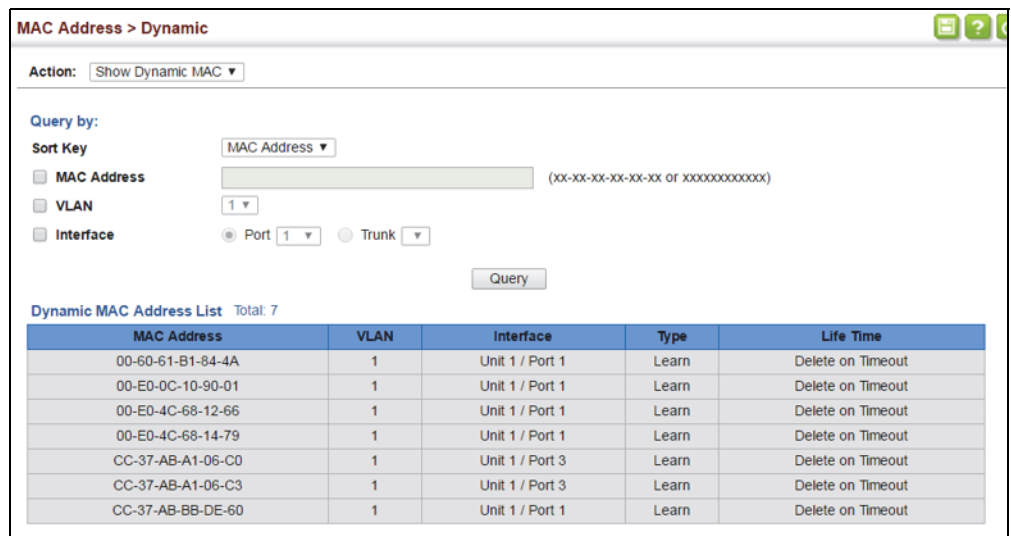 MAC Address > Dynamic
?
Action: Show Dynamic MAC
Query by:
Sort Key MAC Address
MAC Address (xx-xx-xx-xx-xx-xx or xxxxxxxxxxxx)
VLAN 1
Interface Port 1 Trunk
Query
Dynamic MAC Address List Total: 7
MAC Address VLAN Interface Type Life Time
00-60-61-B1-84-4A 1 Unit 1 / Port 1 Learn Delete on Timeout
00-E0-0C-10-90-01 1 Unit 1 / Port 1 Learn Delete on Timeout
00-E0-4C-68-12-66 1 Unit 1 / Port 1 Learn Delete on Timeout
00-E0-4C-68-14-79 1 Unit 1 / Port 1 Learn Delete on Timeout
CC-37-AB-A1-06-C0 1 Unit 1 / Port 3 Learn Delete on Timeout
CC-37-AB-A1-06-C3 1 Unit 1 / Port 3 Learn Delete on Timeout
CC-37-AB-BB-DE-60 1 Unit 1 / Port 1 Learn Delete on Timeout